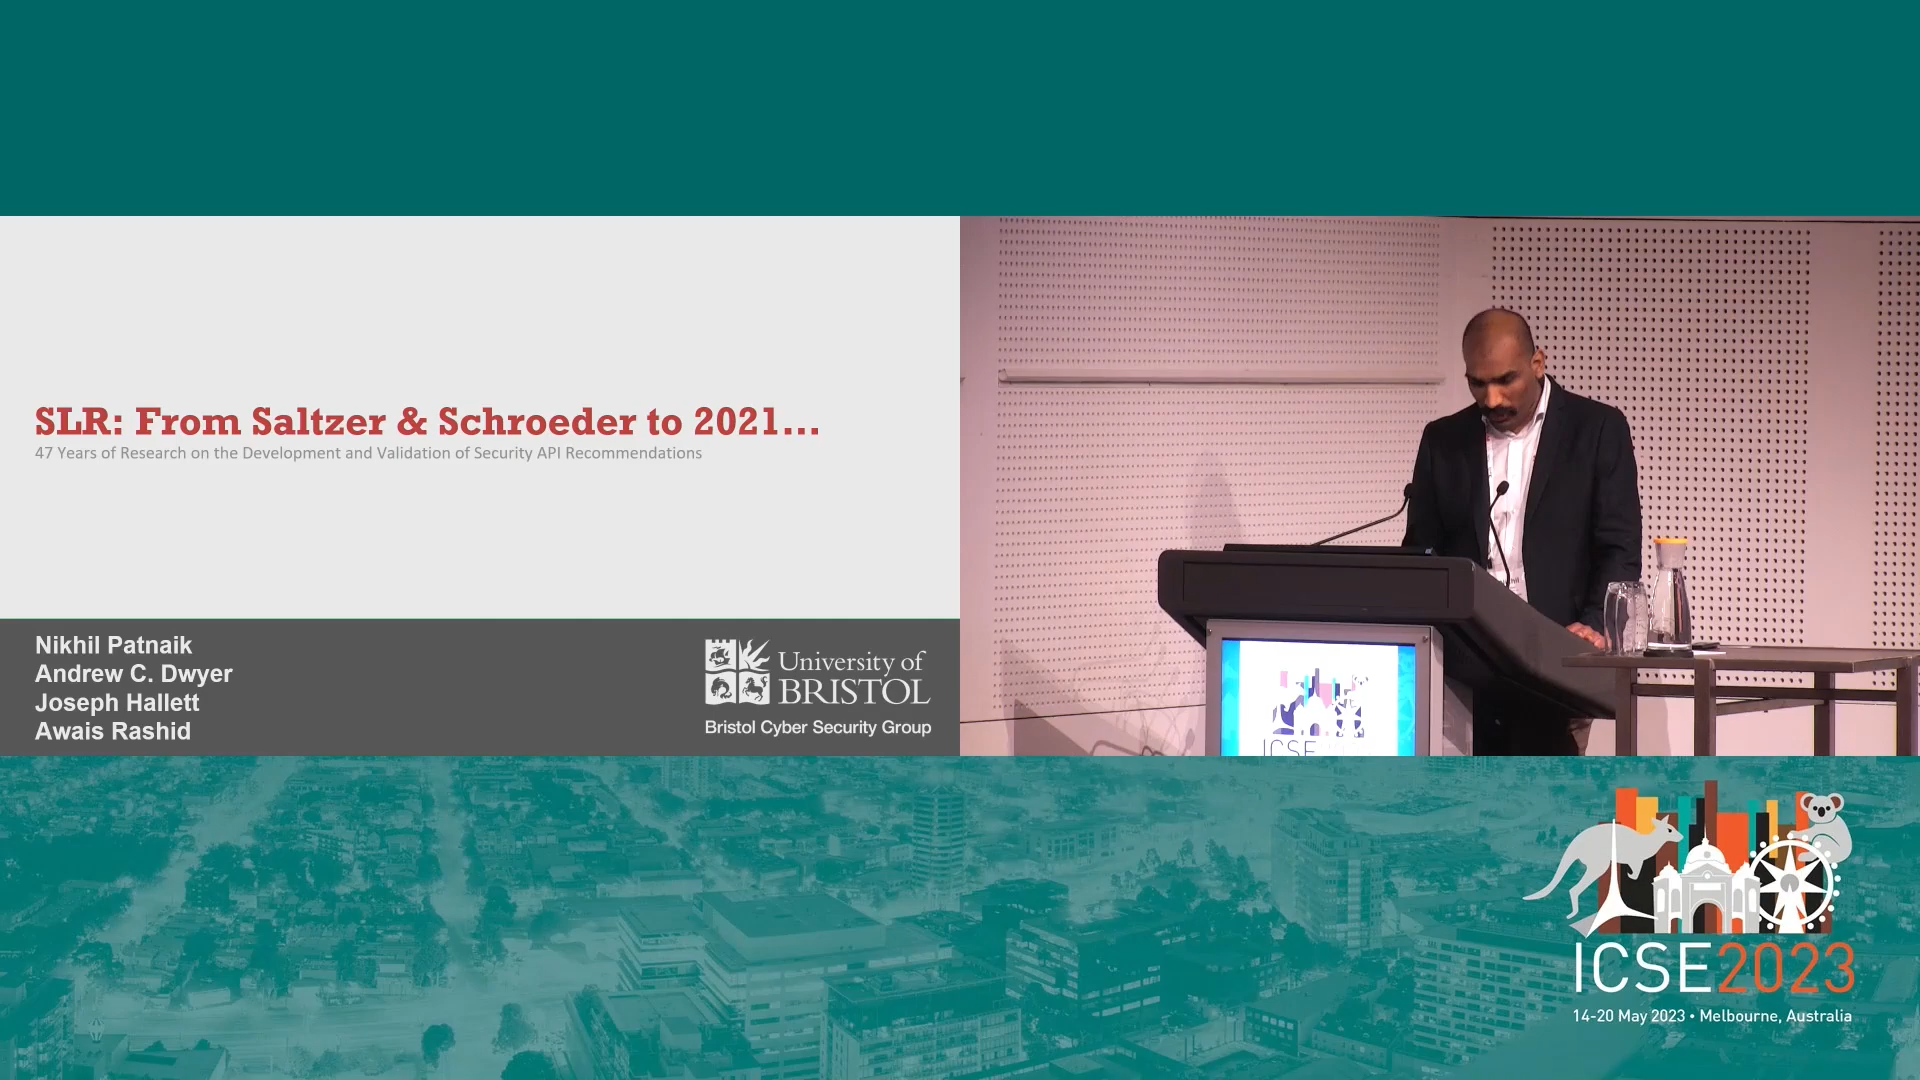 SLR: From Saltzer & Schroeder to 2021...
47 Years of Research on the Development and Validation of Security API Recommendations
Nikhil Patnaik
Andrew C. Dwyer
Joseph Hallett
Awais Rashid
University of
BRISTOL
Bristol Cyber Security Group
ICSE
ICSE2023
14-20 May 2023 • Melbourne, Australia